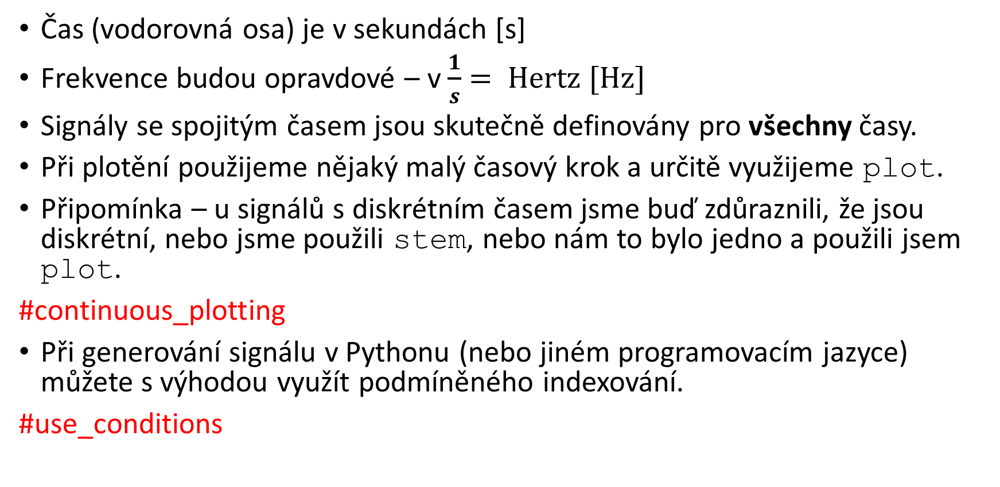 • Čas (vodorovná osa) je v sekundách [s]
• Frekvence budou opravdové – v 1/s = Hertz [Hz]
• Signály se spojitým časem jsou skutečně definovány pro všechny časy.
• Při plotění použijeme nějaký malý časový krok a určitě využijeme plot.
• Připomínka – u signálů s diskrétním časem jsme buď zdůraznili, že jsou
diskrétní, nebo jsme použili stem, nebo nám to bylo jedno a použili jsem
plot.
#continuous_plotting
• Při generování signálu v Pythonu (nebo jiném programovacím jazyce)
můžete s výhodou využít podmíněného indexování.
#use_conditions